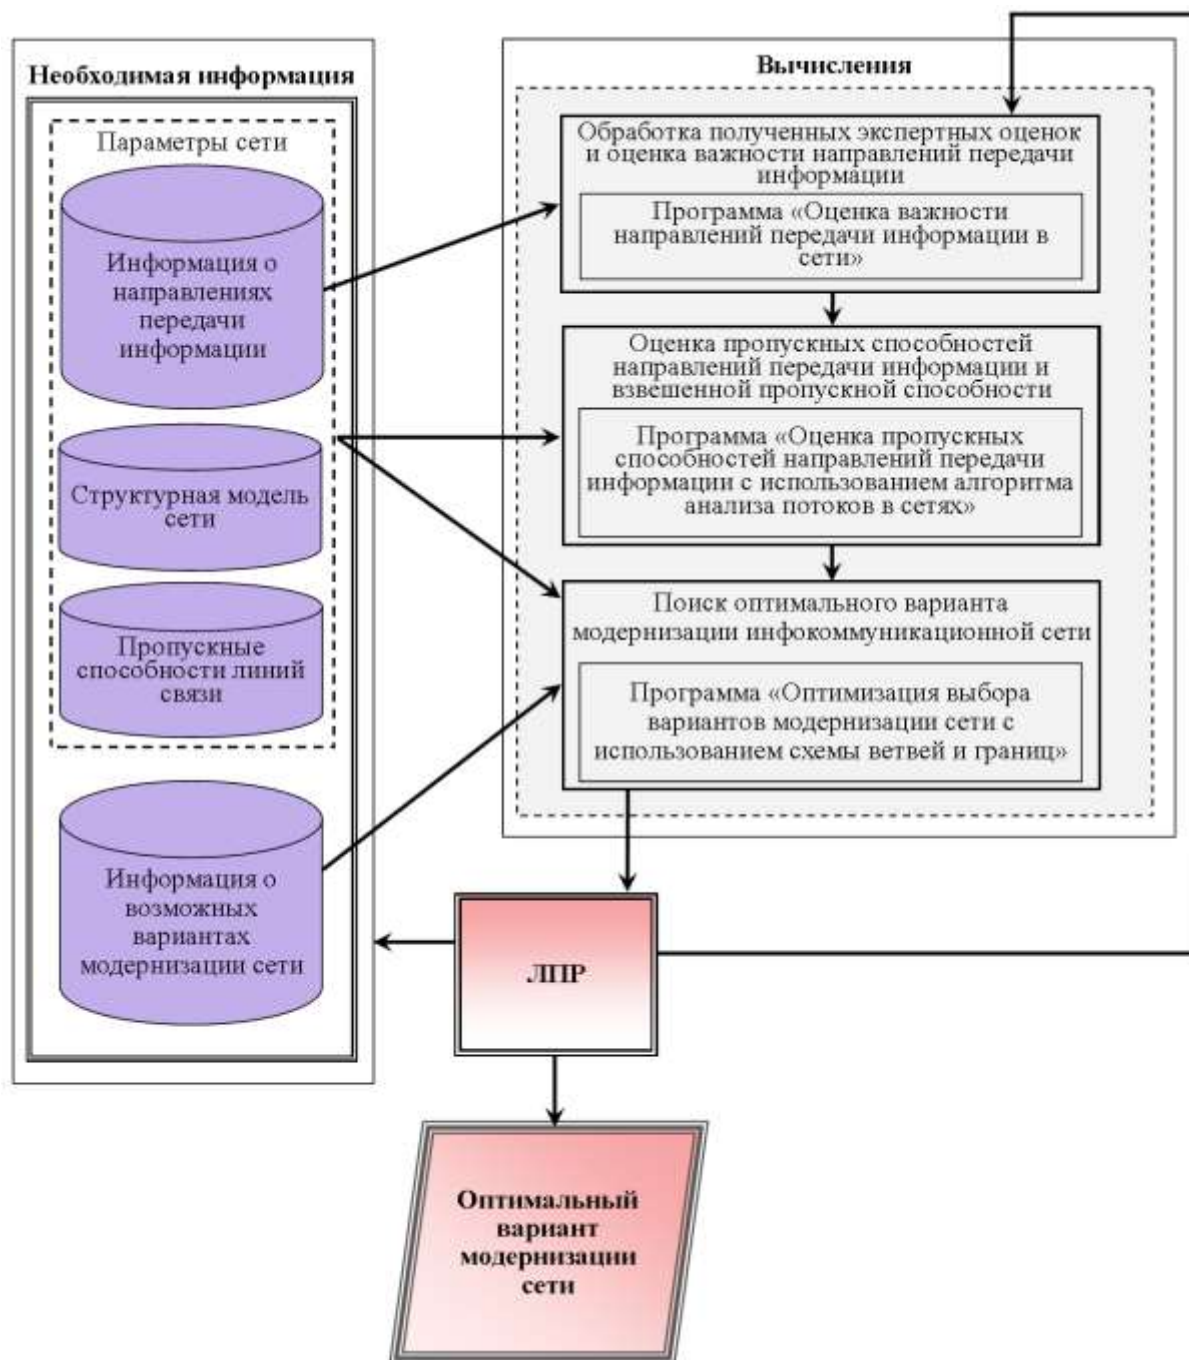 Необходимая информация
Параметры сети
Информация о
направлениях
передачи
информации
Структурная модель
сети
Пропускные
способности линий
связи
Информация о
возможных
вариантах
модернизации сети
Вычисления
Обработка полученных экспертных оценок
и оценка важности направлений передачи
информации
Программа «Оценка важности
направлений передачи информации в
сети»
Оценка пропускных способностей
направлений передачи информации и
взвешенной пропускной способности
Программа «Оценка пропускных
способностей направлений передачи
информации с использованием алгоритма
анализа потоков в сетях»
Поиск оптимального варианта
модернизации инфокоммуникационной сети
Программа «Оптимизация выбора
вариантов модернизации сети с
использованием схемы ветвей и границ»
ЛПР
Оптимальный
вариант
модернизации
сети